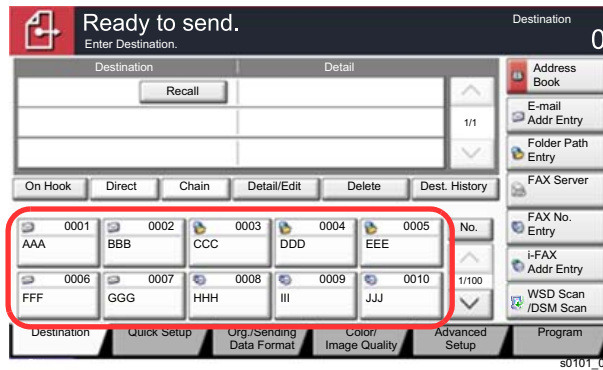 Ready to send.
Destination
Enter Destination.
0
Destination
Detail
Recall
1/1
Address
Book
E-mail
Addr Entry
Folder Path
Entry
FAX Server
FAX No.
Entry
i-FAX
Addr Entry
WSD Scan
/DSM Scan
On Hook
Direct
Chain
Detail/Edit
Delete
Dest. History
0001
AAA
0002
BBB
0003
CCC
0004
DDD
0005
EEE
No.
0006
FFF
0007
GGG
0008
HHH
0009
III
0010
JJJ
1/100
Destination
Quick Setup
Org./Sending
Data Format
Color/
Image Quality
Advanced
Setup
Program
s0101_0